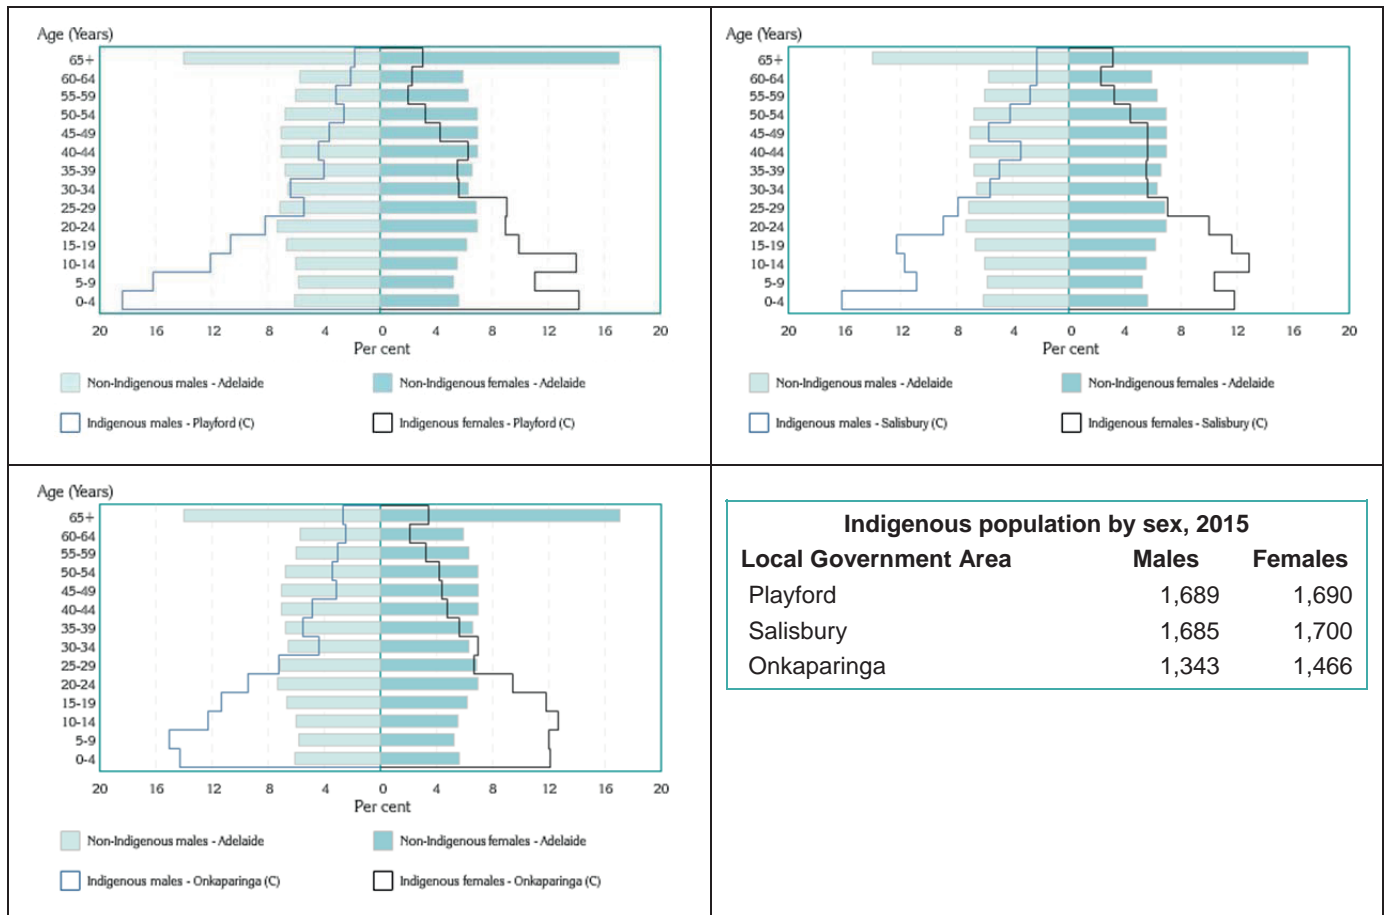 Age (Years)
65+
60-64
55-59
50-54
45-49
40-44
35-39
30-34
25-29
20-24
15-19
10-14
5-9
0-4
20 16 12 8 4 0 4 8 12 16 20
Per cent
Non-Indigenous males - Adelaide Non-Indigenous females - Adelaide
Indigenous males - Playford (C) Indigenous females - Playford (C)
Age (Years)
65+
60-64
55-59
50-54
45-49
40-44
35-39
30-34
25-29
20-24
15-19
10-14
5-9
0-4
20 16 12 8 4 0 4 8 12 16 20
Per cent
Non-Indigenous males - Adelaide Non-Indigenous females - Adelaide
Indigenous males - Salisbury (C) Indigenous females - Salisbury (C)
Age (Years)
65+
60-64
55-59
50-54
45-49
40-44
35-39
30-34
25-29
20-24
15-19
10-14
5-9
0-4
20 16 12 8 4 0 4 8 12 16 20
Per cent
Non-Indigenous males - Adelaide Non-Indigenous females - Adelaide
Indigenous males - Onkaparinga (C) Indigenous females - Onkaparinga (C)
Indigenous population by sex, 2015
Local Government Area Males Females
Playford 1,689 1,690
Salisbury 1,685 1,700
Onkaparinga 1,343 1,466